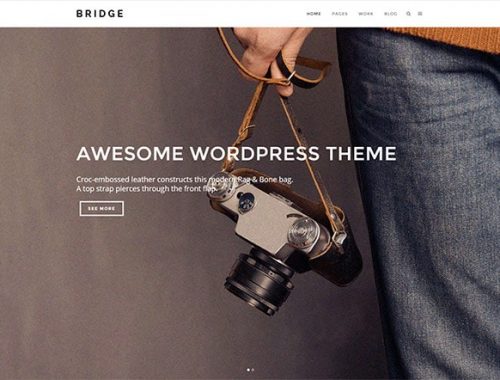 BRIDGE
HOME PAGES WORK BLOG
AWESOME WORDPRESS THEME
Croc-embossed leather constructs this modern Rag & Bone bag.
A top strap pierces through the front flap.
SEE MORE